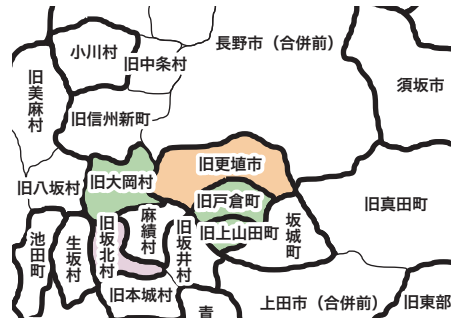 長野市（合併前）
小川村
旧中条村
須坂市
旧美麻村
旧信州新町
旧更埴市
旧八坂村
旧大岡村
旧戸倉町
旧真田町
麻績村
旧坂井村
旧上山田町
坂城町
池田町
生坂村
旧坂北村
旧本城村
青
上田市（合併前）
旧東部